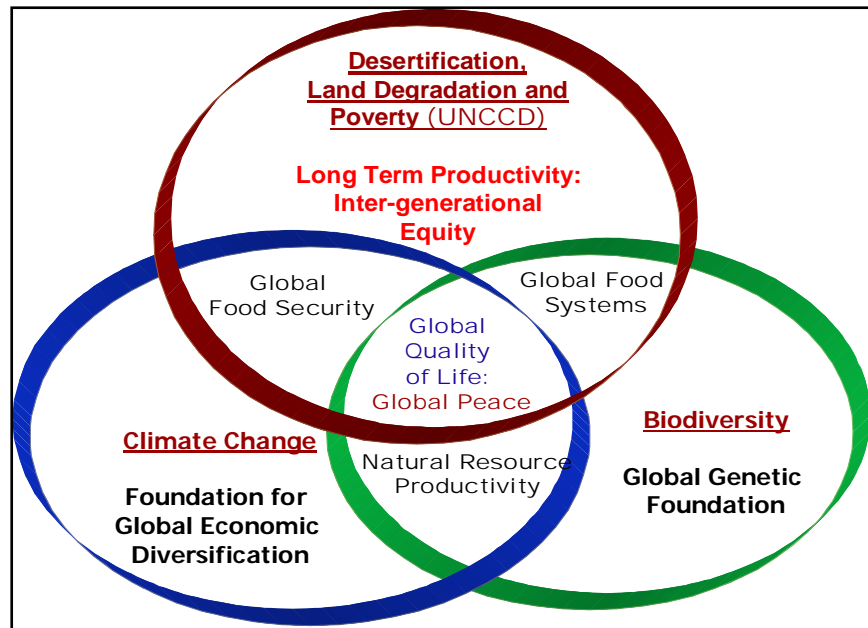 Desertification,
Land Degradation and
Poverty (UNCCD)
Long Term Productivity:
Inter-generational
Equity
Global
Food Security
Global Food
Systems
Global
Quality
of Life:
Global Peace
Climate Change
Foundation for
Global Economic
Diversification
Natural Resource
Productivity
Biodiversity
Global Genetic
Foundation